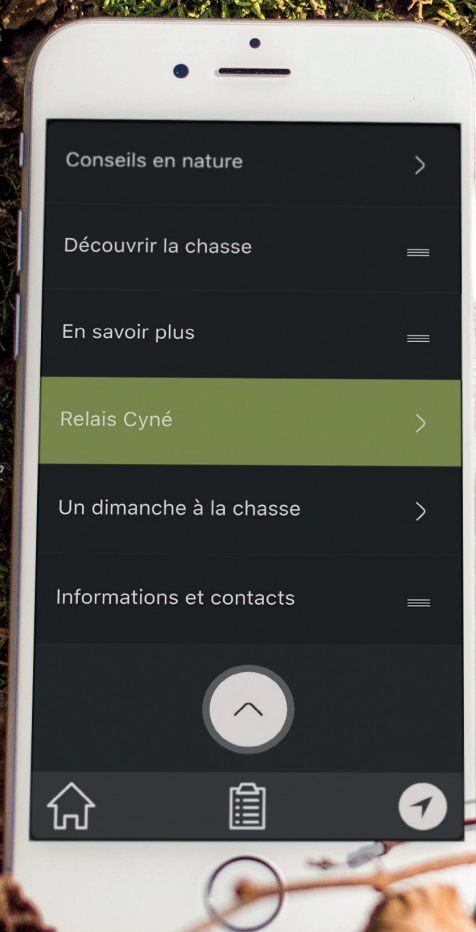 Conseils en nature
Découvrir la chasse
En savoir plus
Relais Cyné
Un dimanche à la chasse
Informations et contacts